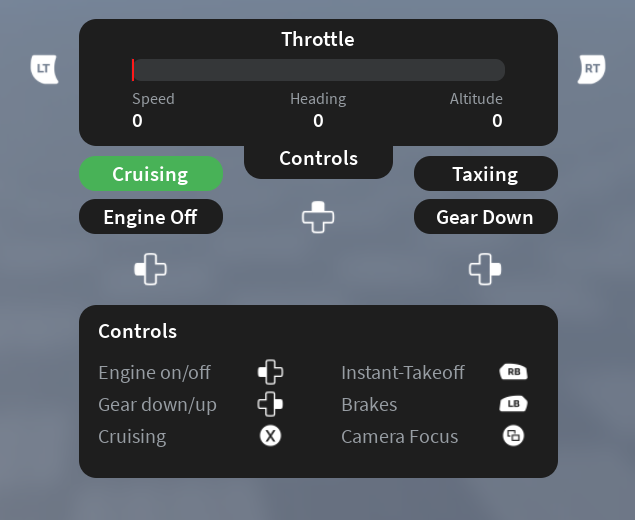 Throttle
LT
RT
Speed Heading Altitude
0 0 0
Controls
Cruising Taxiing
Engine Off Gear Down
Controls
Engine on/off Instant-Takeoff RB
Gear down/up Brakes LB
Cruising X Camera Focus